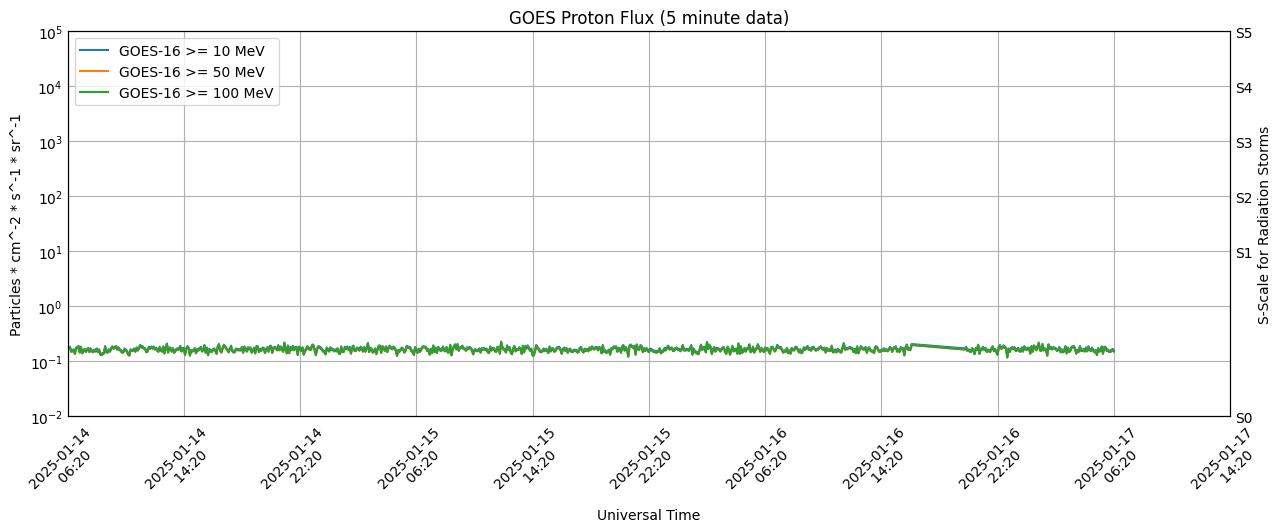 GOES Proton Flux (5 minute data)
GOES-16 >= 10 MeV
GOES-16 >= 50 MeV
GOES-16 >= 100 MeV
Particles * cm^-2 * s^-1 * sr^-1
10^5
10^4
10^3
10^2
10^1
10^0
10^-1
10^-2
S5
S4
S3
S2
S1
S0
S-Scale for Radiation Storms
2025-01-14
06:20
2025-01-14
14:20
2025-01-14
22:20
2025-01-15
06:20
2025-01-15
14:20
2025-01-15
22:20
2025-01-16
06:20
2025-01-16
14:20
2025-01-16
22:20
2025-01-17
06:20
2025-01-17
14:20
Universal Time